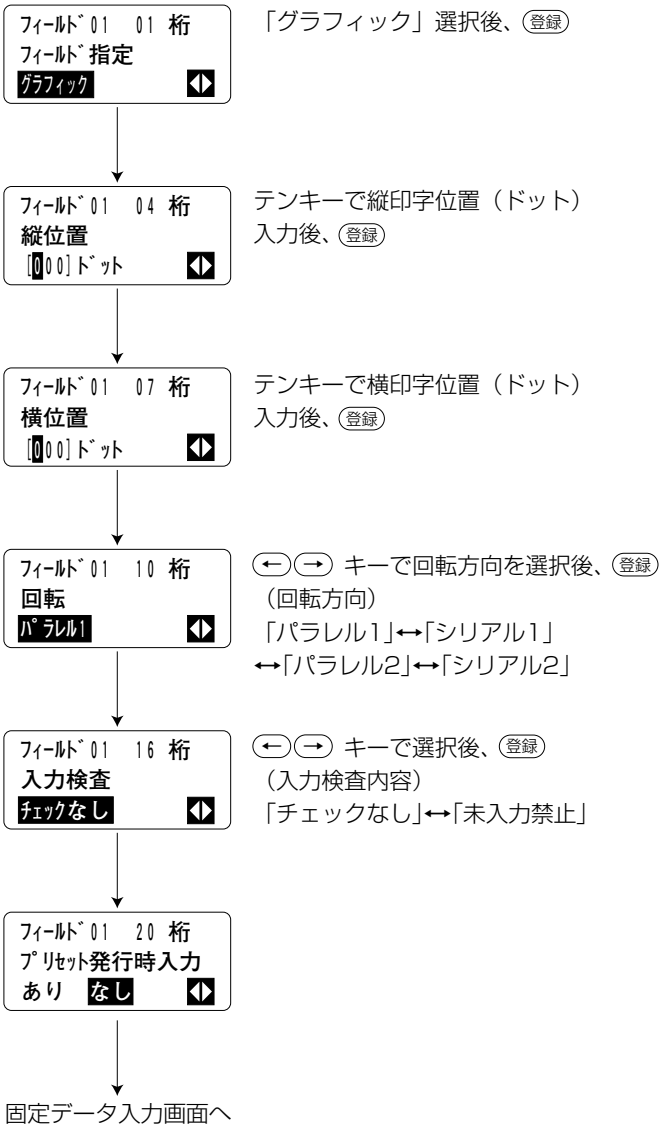 フィールド01 01 桁
フィールド指定
グラフィック
「グラフィック」選択後、登録
フィールド01 04 桁
縦位置
[000]ドット
テンキーで縦印字位置（ドット）
入力後、登録
フィールド01 07 桁
横位置
[000]ドット
テンキーで横印字位置（ドット）
入力後、登録
フィールド01 10 桁
回転
パラレル1
←→ キーで回転方向を選択後、登録
（回転方向）
「パラレル1」↔「シリアル1」
↔「パラレル2」↔「シリアル2」
フィールド01 16 桁
入力検査
チェックなし
←→ キーで選択後、登録
（入力検査内容）
「チェックなし」↔「未入力禁止」
フィールド01 20 桁
プリセット発行時入力
あり なし
固定データ入力画面へ